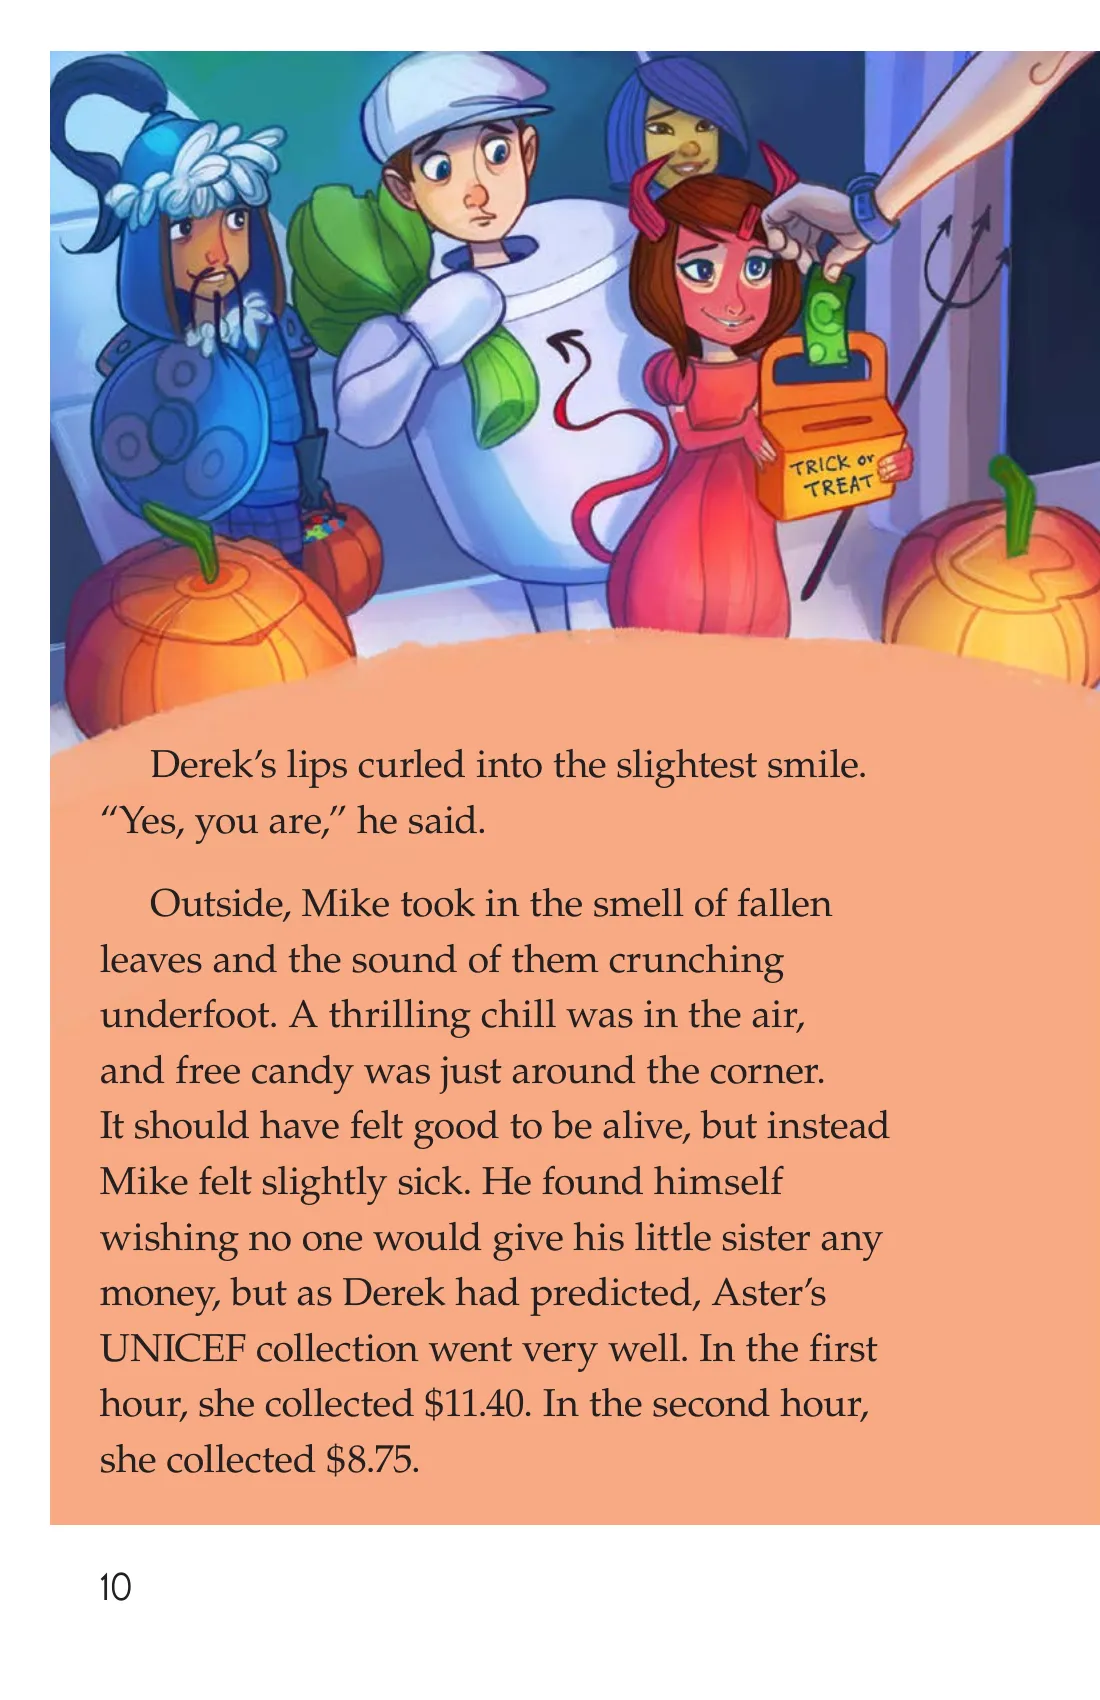 TRICK or
TREAT
Derek’s lips curled into the slightest smile.
“Yes, you are,” he said.
Outside, Mike took in the smell of fallen
leaves and the sound of them crunching
underfoot. A thrilling chill was in the air,
and free candy was just around the corner.
It should have felt good to be alive, but instead
Mike felt slightly sick. He found himself
wishing no one would give his little sister any
money, but as Derek had predicted, Aster’s
UNICEF collection went very well. In the first
hour, she collected $11.40. In the second hour,
she collected $8.75.
10